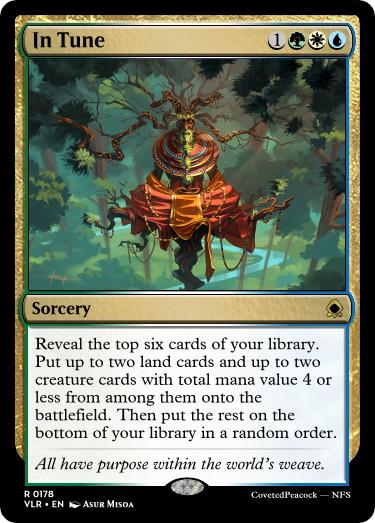 In Tune
1
Sorcery
Reveal the top six cards of your library.
Put up to two land cards and up to two
creature cards with total mana value 4 or
less from among them onto the
battlefield. Then put the rest on the
bottom of your library in a random order.
All have purpose within the world's weave.
R 0178
VLR • EN Asur Misoa
CovetedPeacock — NFS